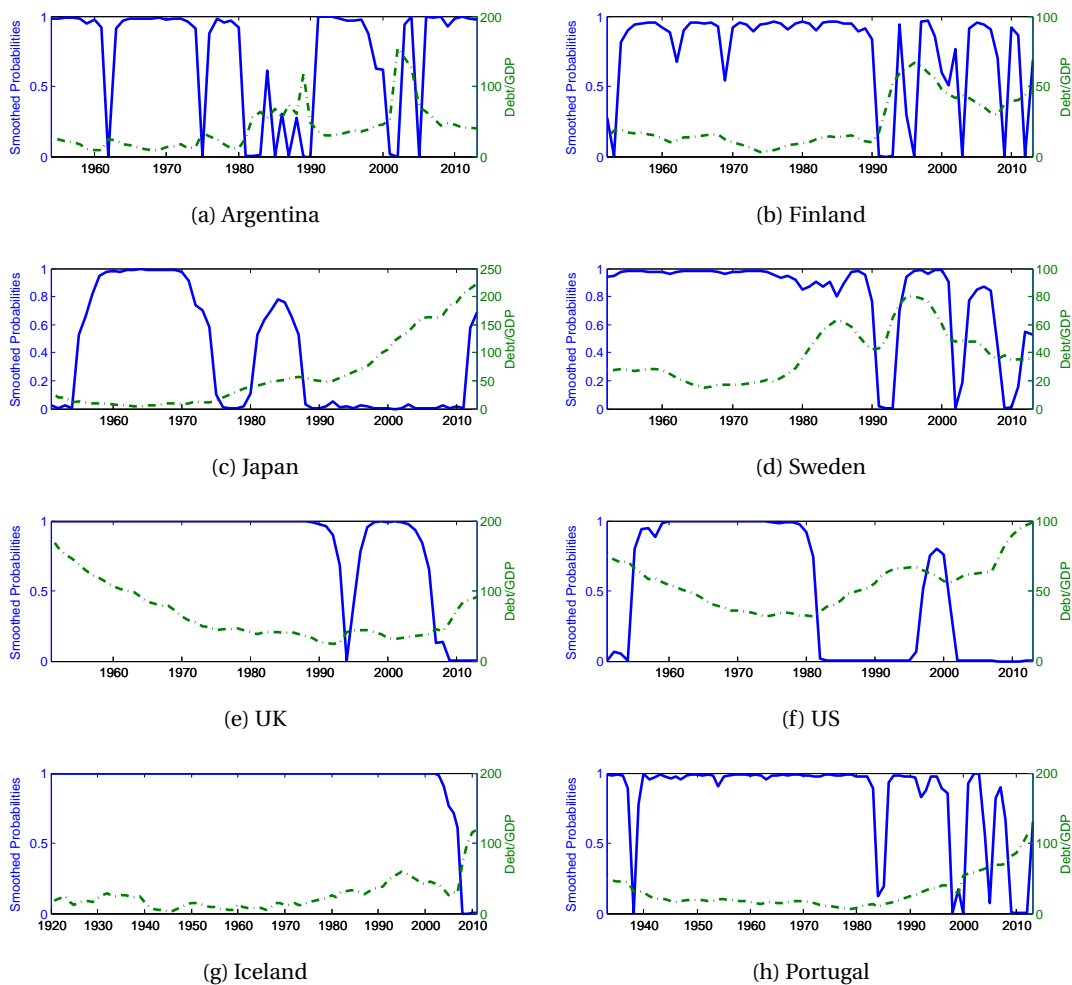 1
0.5
0
Smoothed Probabilities
200
100
0
Debt/GDP
1960 1970 1980 1990 2000 2010
(a) Argentina
1
0.5
0
Smoothed Probabilities
100
50
0
Debt/GDP
1960 1970 1980 1990 2000 2010
(b) Finland
1
0.8
0.6
0.4
0.2
0
Smoothed Probabilities
250
200
150
100
50
0
Debt/GDP
1960 1970 1980 1990 2000 2010
(c) Japan
1
0.8
0.6
0.4
0.2
0
Smoothed Probabilities
100
80
60
40
20
0
Debt/GDP
1960 1970 1980 1990 2000 2010
(d) Sweden
1
0.5
0
Smoothed Probabilities
200
100
0
Debt/GDP
1960 1970 1980 1990 2000 2010
(e) UK
1
0.5
0
Smoothed Probabilities
100
50
0
Debt/GDP
1960 1970 1980 1990 2000 2010
(f) US
1
0.5
0
Smoothed Probabilities
200
100
0
Debt/GDP
1920 1930 1940 1950 1960 1970 1980 1990 2000 2010
(g) Iceland
1
0.5
0
Smoothed Probabilities
200
100
0
Debt/GDP
1940 1950 1960 1970 1980 1990 2000 2010
(h) Portugal